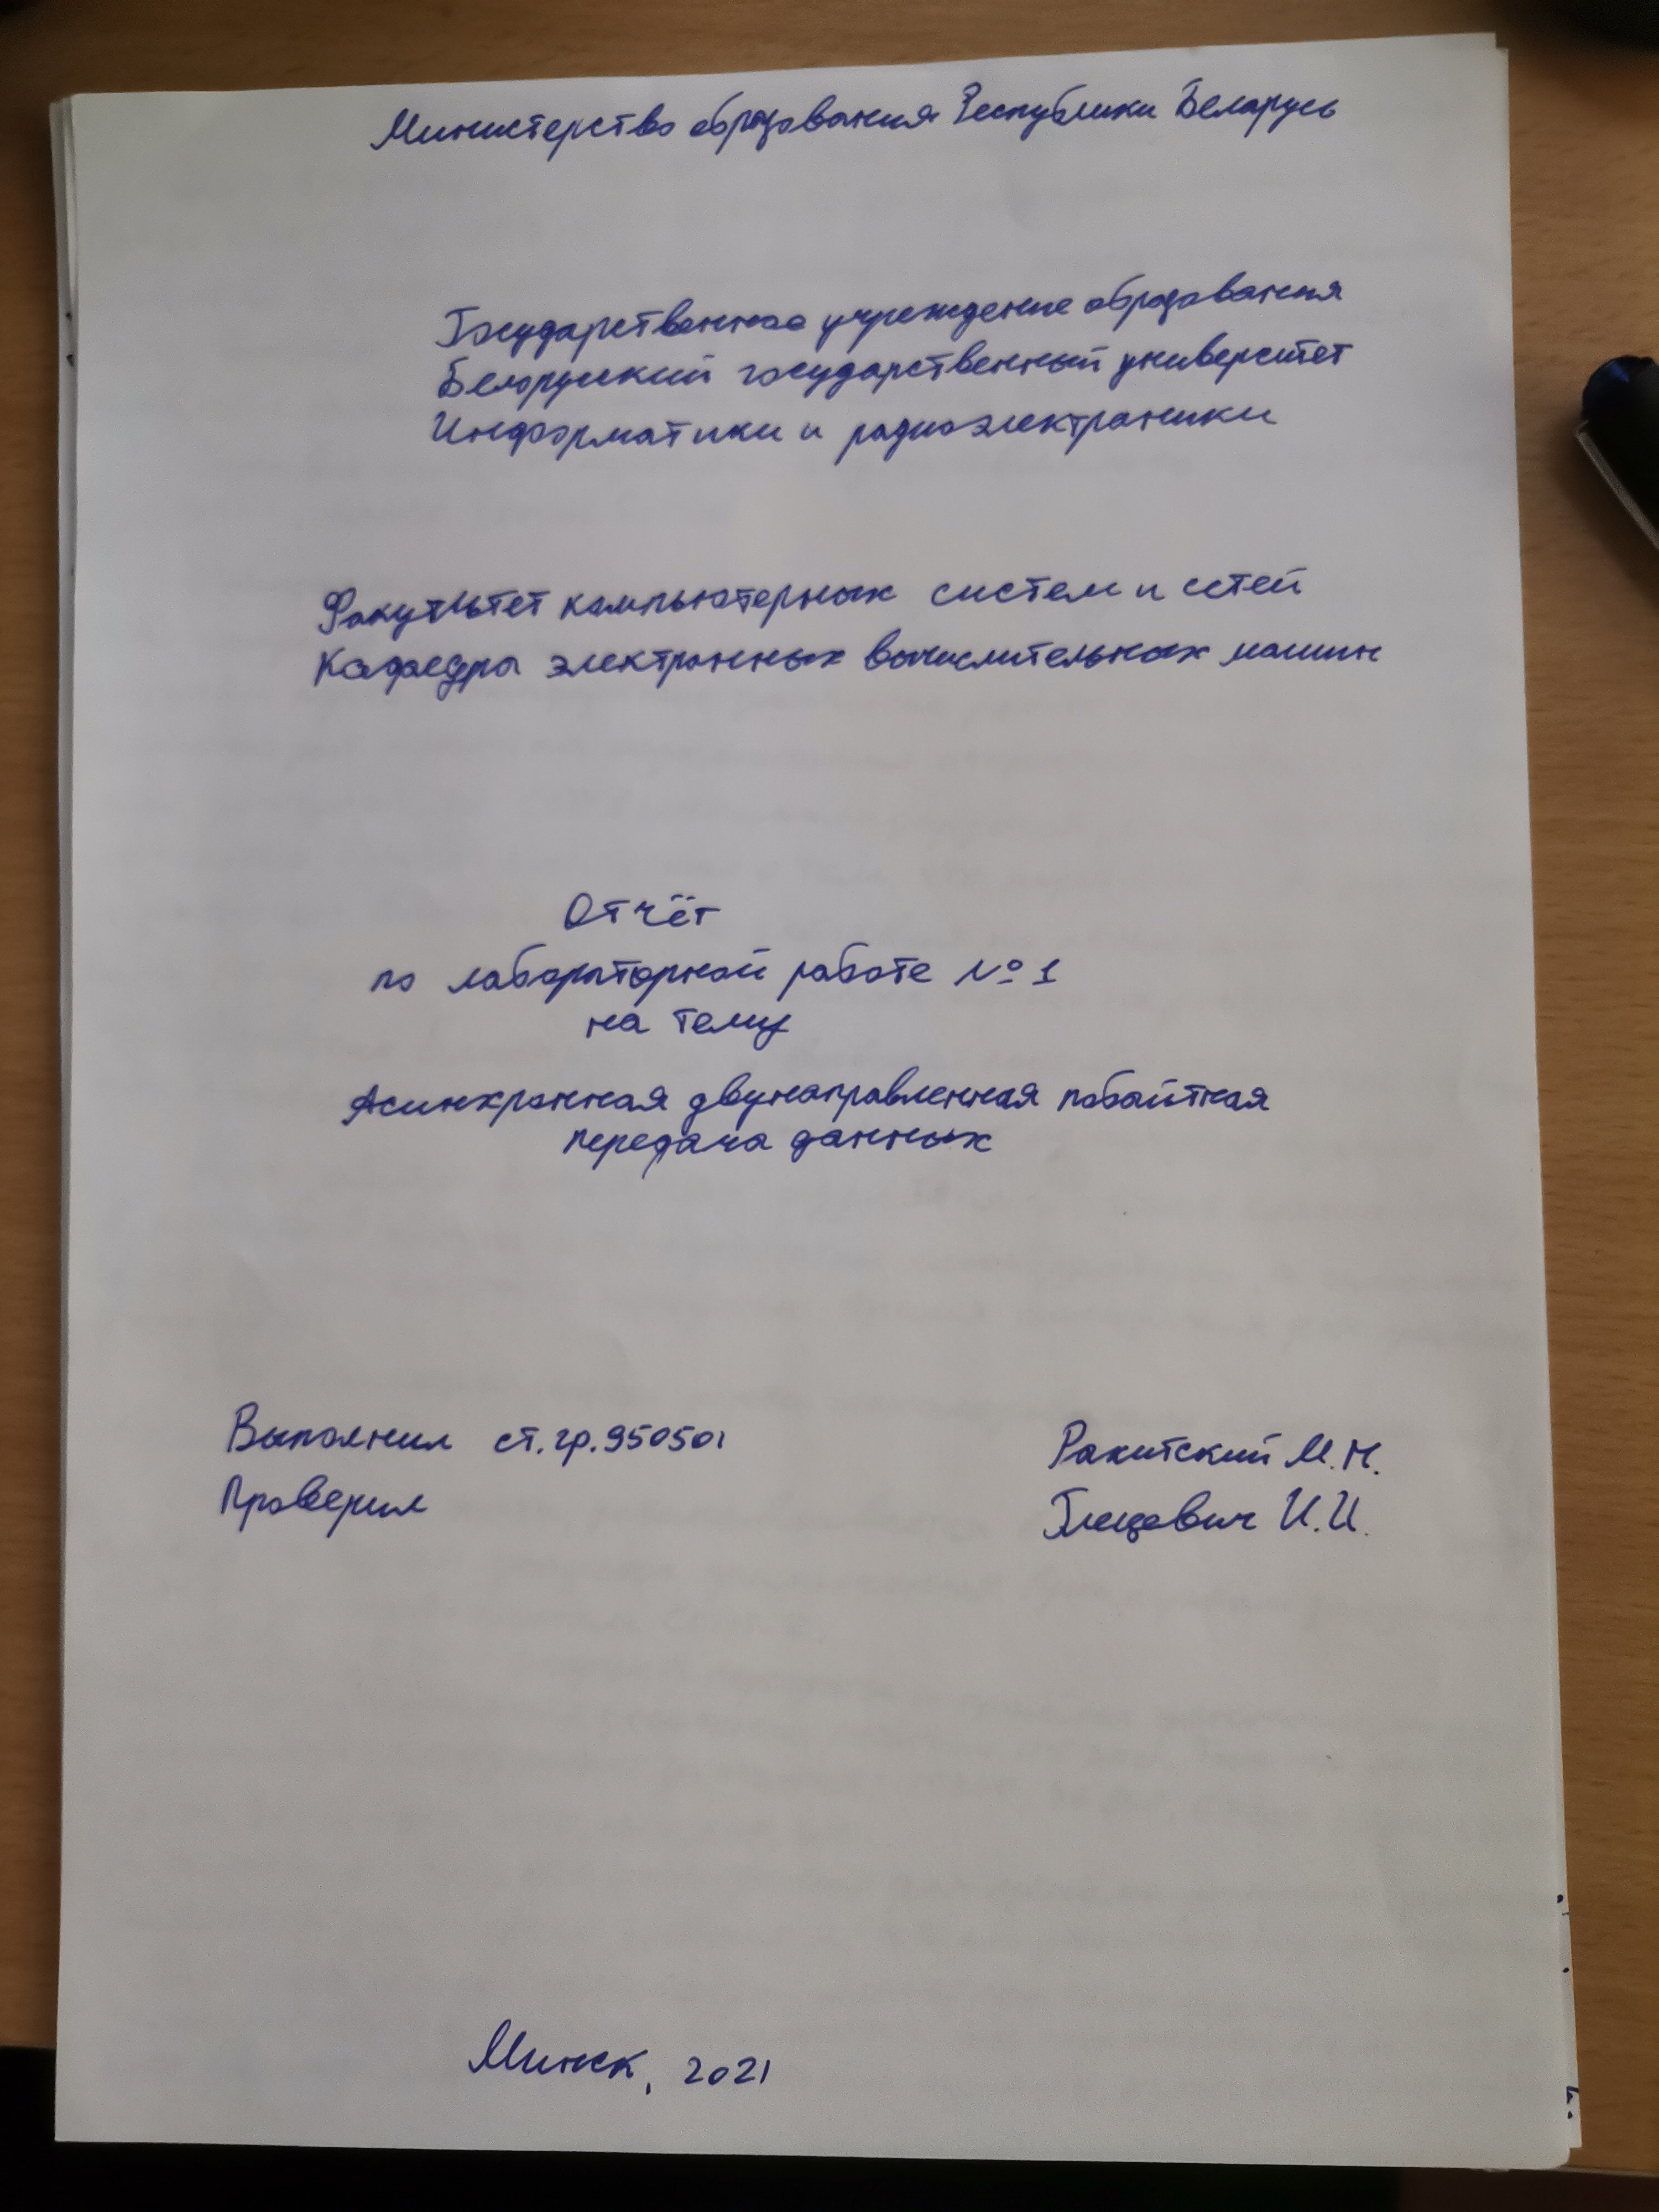 Министерство образования Республики Беларусь
Государственное учреждение образования
Белорусский государственный университет
Информатики и радиоэлектроники
Факультет компьютерных систем и сетей
Кафедра электронных вычислительных машин
Отчёт
по лабораторной работе №1
на тему
Асинхронная двунаправленная побайтная
передача данных
Выполнил ст. гр. 950501 Ракитский М.Н.
Проверил Глецевич И.И.
Минск, 2021